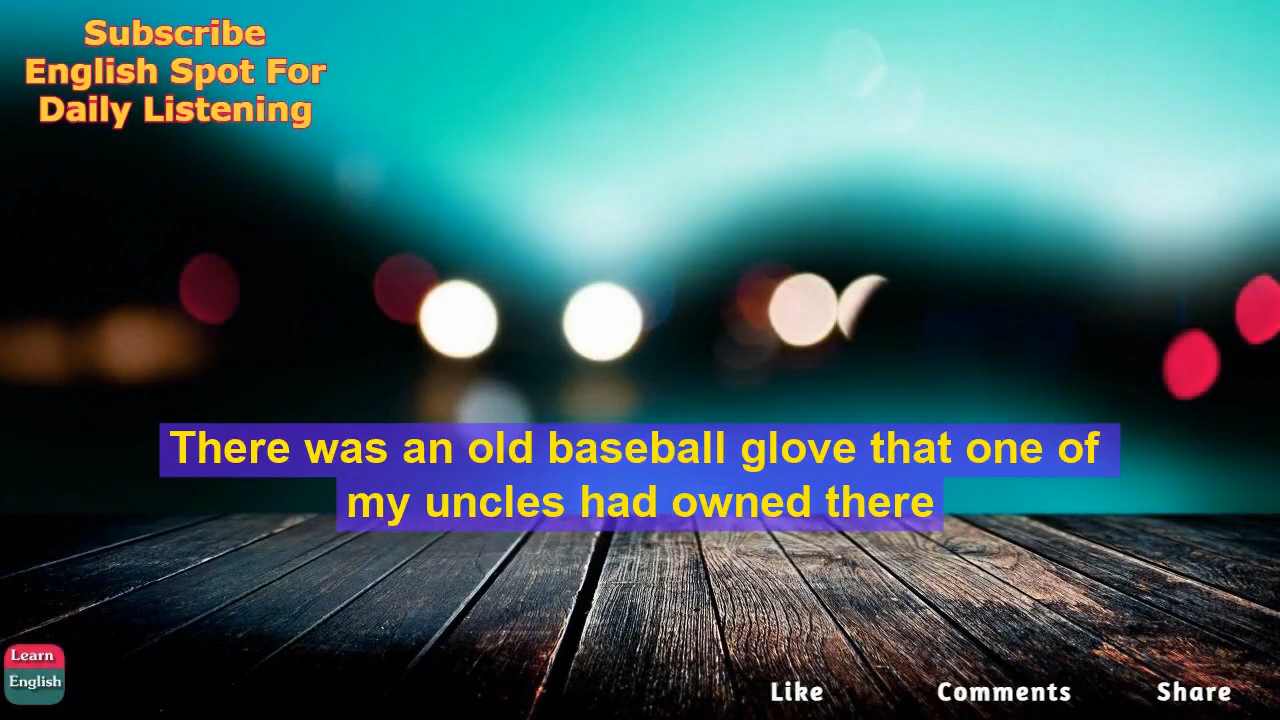 Subscribe
English Spot For
Daily Listening
There was an old baseball glove that one of
my uncles had owned there
Learn
English
Like
Comments
Share